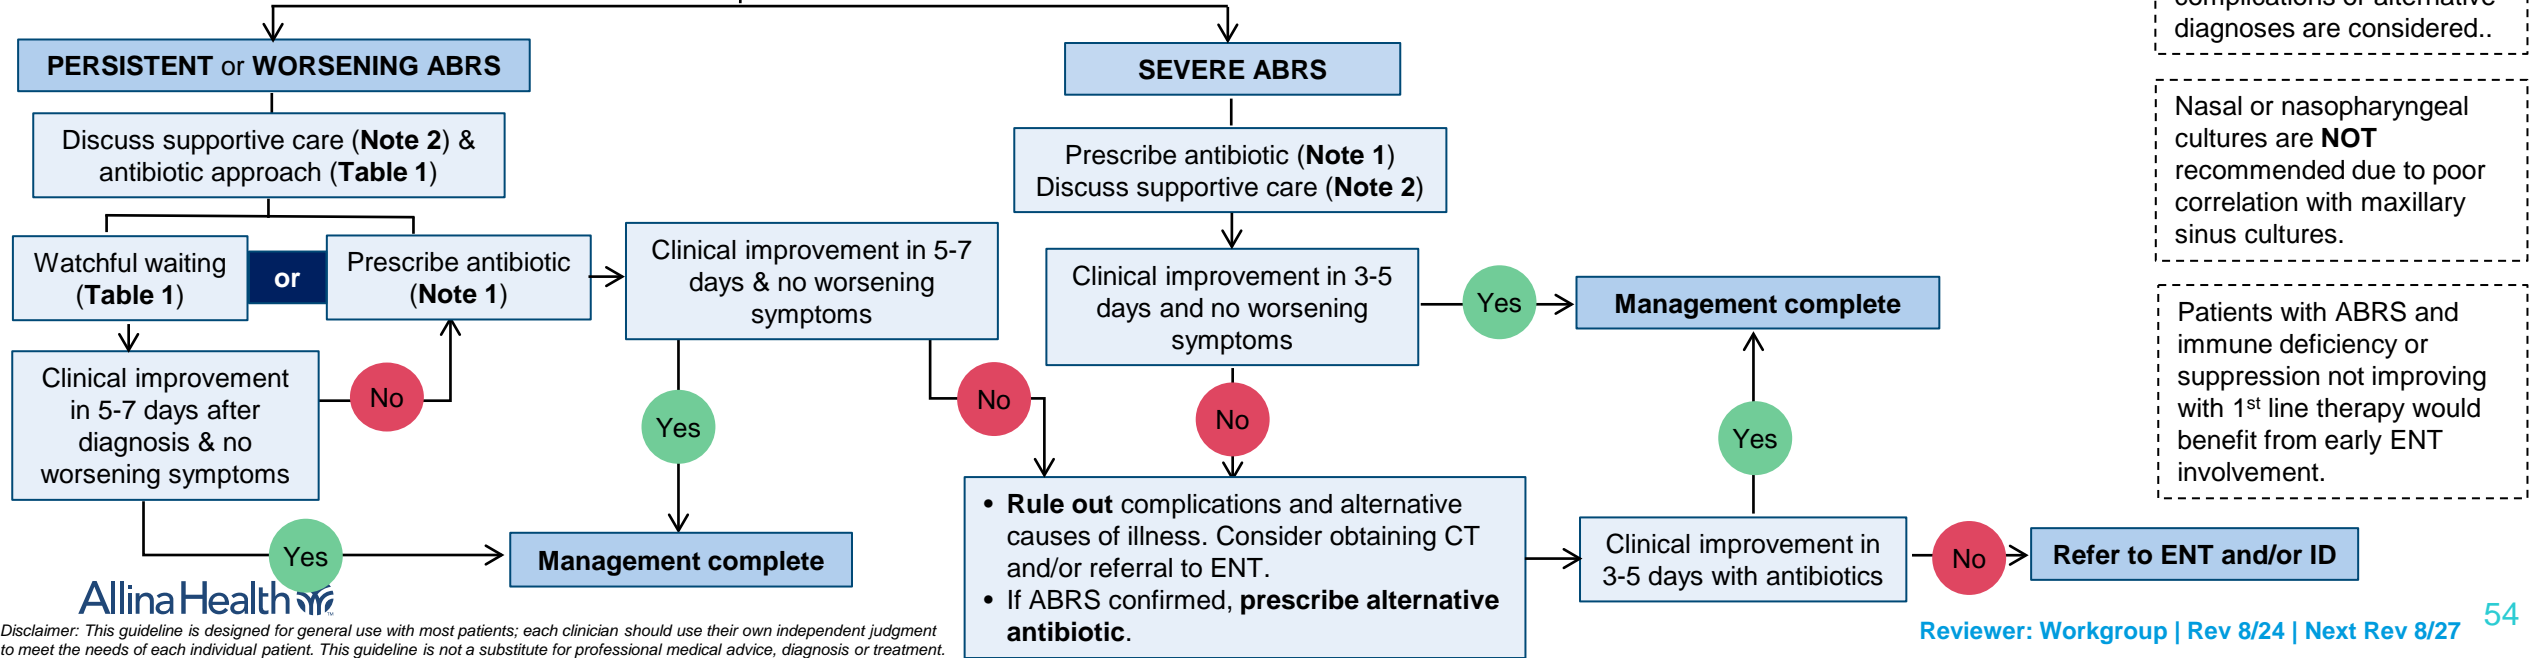 complications or alternative
diagnoses are considered..
PERSISTENT or WORSENING ABRS
SEVERE ABRS
Discuss supportive care (Note 2) &
antibiotic approach (Table 1)
Prescribe antibiotic (Note 1)
Discuss supportive care (Note 2)
Nasal or nasopharyngeal
cultures are NOT
recommended due to poor
correlation with maxillary
sinus cultures.
Watchful waiting
(Table 1)
or
Prescribe antibiotic
(Note 1)
Clinical improvement in 5-7
days & no worsening
symptoms
Clinical improvement in 3-5
days and no worsening
symptoms
Yes
Management complete
Patients with ABRS and
immune deficiency or
suppression not improving
with 1st line therapy would
benefit from early ENT
involvement.
Clinical improvement
in 5-7 days after
diagnosis & no
worsening symptoms
No
Yes
No
No
Yes
Yes
Management complete
• Rule out complications and alternative
causes of illness. Consider obtaining CT
and/or referral to ENT.
• If ABRS confirmed, prescribe alternative
antibiotic.
Clinical improvement in
3-5 days with antibiotics
No
Refer to ENT and/or ID
Allina Health
Disclaimer: This guideline is designed for general use with most patients; each clinician should use their own independent judgment
to meet the needs of each individual patient. This guideline is not a substitute for professional medical advice, diagnosis or treatment.
Reviewer: Workgroup | Rev 8/24 | Next Rev 8/27
54